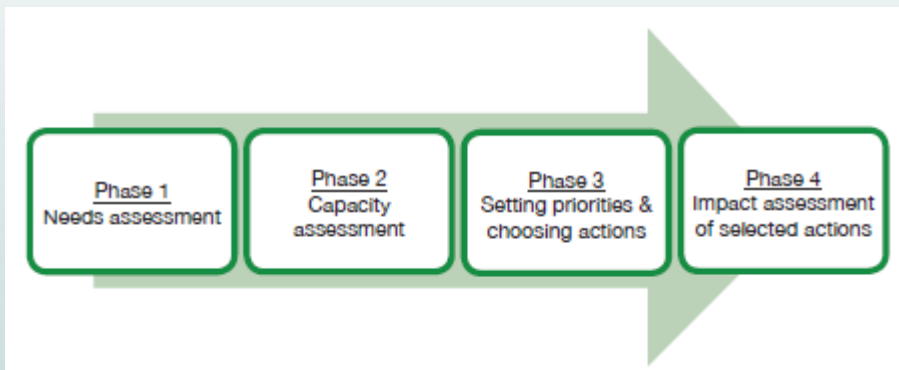 Phase 1
Needs assessment
Phase 2
Capacity
assessment
Phase 3
Setting priorities &
choosing actions
Phase 4
Impact assessment
of selected actions